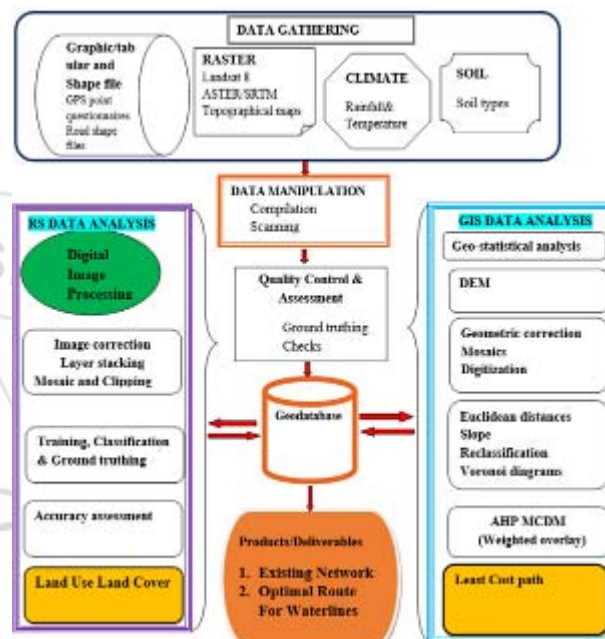 DATA GATHERING
Graphic/tab
ular and
Shape file
GPS point
questionnaires
Road shape
files
RASTER
Landsat 8
ASTER/SRTM
Topographical maps
CLIMATE
Rainfall&
Temperature
SOIL
Soil types
DATA MANIPULATION
Compilation
Scanning
Quality Control &
Assessment
Ground truthing
Checks
Geodatabase
Products/Deliverables
1. Existing Network
2. Optimal Route
For Waterlines
RS DATA ANALYSIS
Digital
Image
Processing
Image correction
Layer stacking
Mosaic and Clipping
Training, Classification
& Ground truthing
Accuracy assessment
Land Use Land Cover
GIS DATA ANALYSIS
Geo-statistical analysis
DEM
Geometric correction
Mosaics
Digitization
Euclidean distances
Slope
Reclassification
Voronoi diagrams
AHP MCDM
(Weighted overlay)
Least Cost path